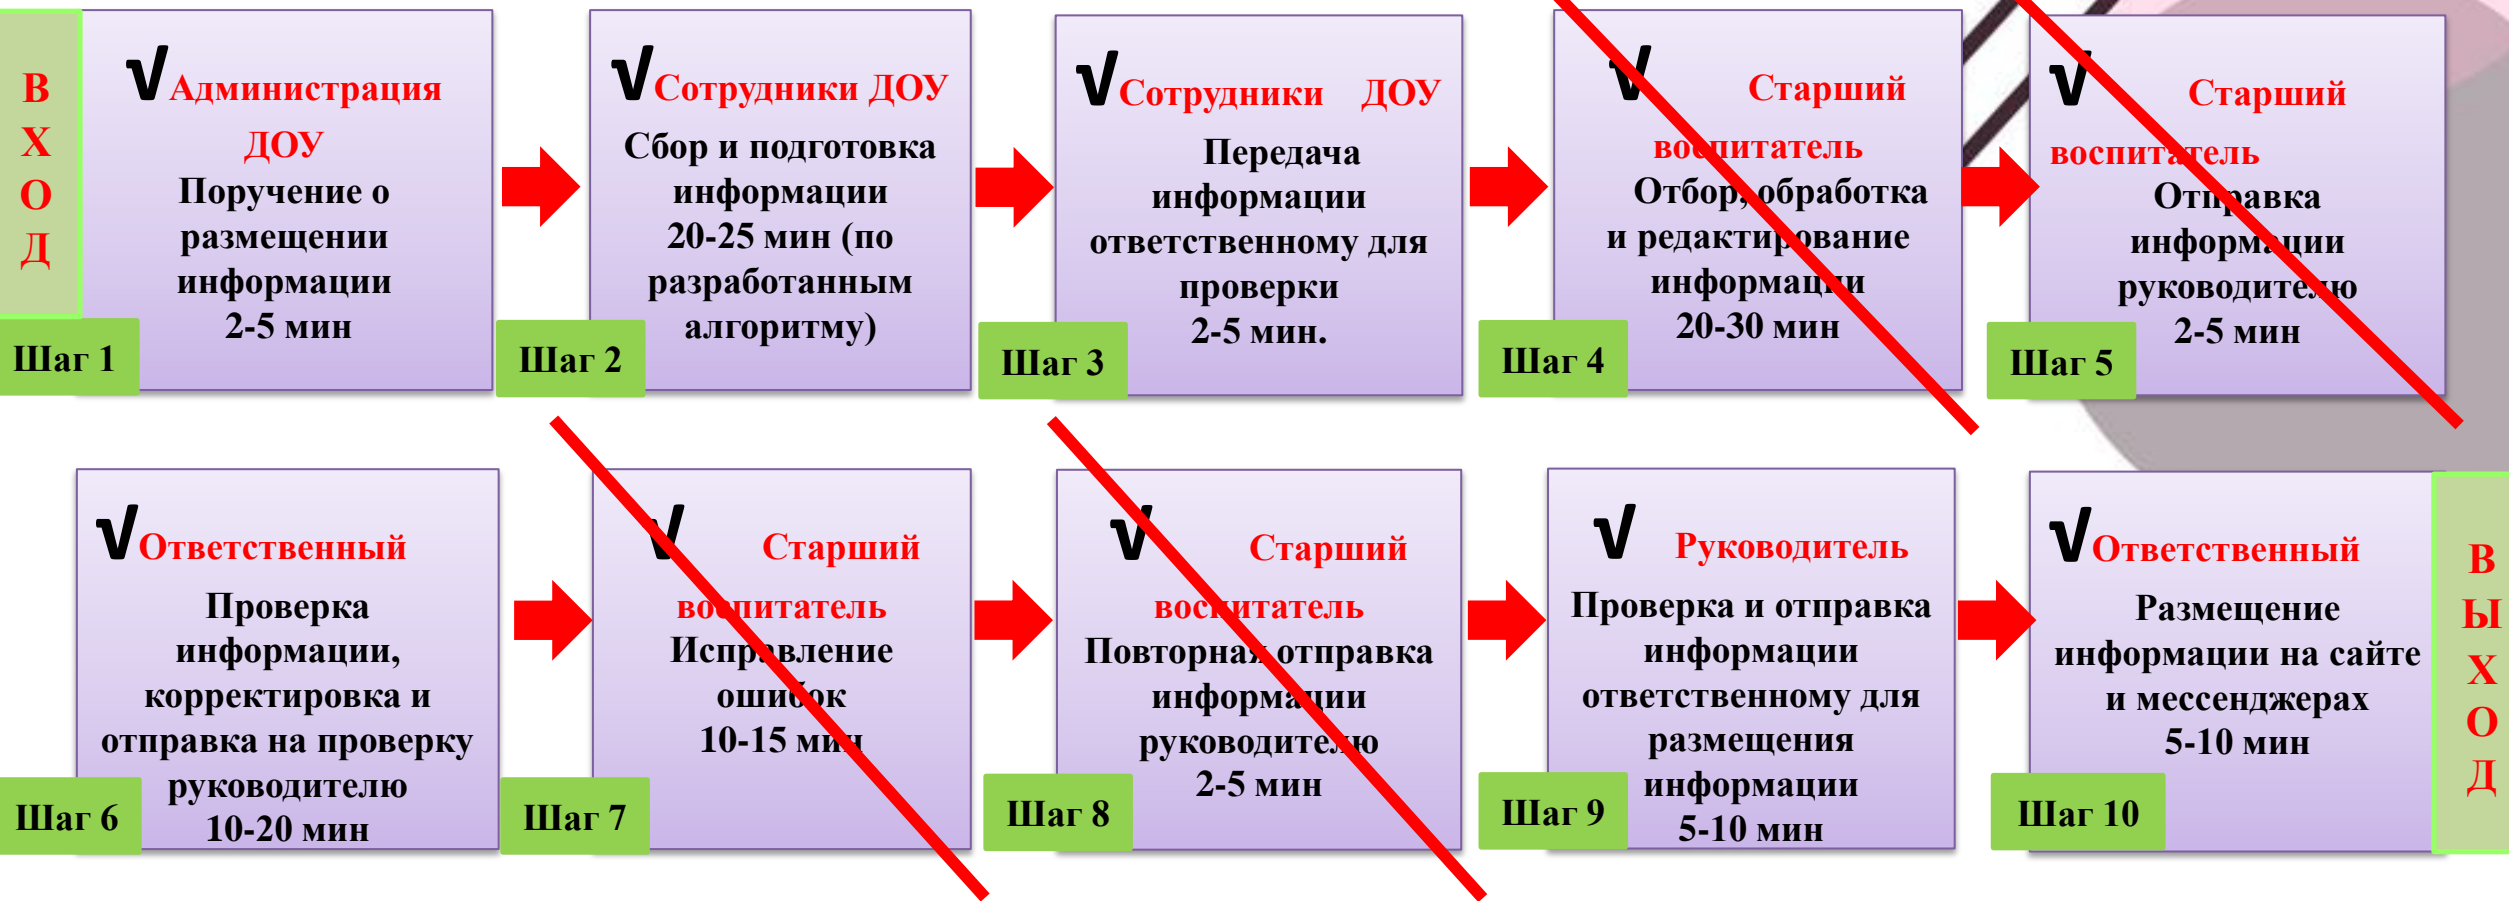 ВХОД
√Администрация
ДОУ
Поручение о
размещении
информации
2-5 мин
Шаг 1
√Сотрудники ДОУ
Сбор и подготовка
информации
20-25 мин (по
разработанным
алгоритму)
Шаг 2
√Сотрудники ДОУ
Передача
информации
ответственному для
проверки
2-5 мин.
Шаг 3
√ Старший
воспитатель
Отбор, обработка
и редактирование
информации
20-30 мин
Шаг 4
√ Старший
воспитатель
Отправка
информации
руководителю
2-5 мин
Шаг 5
√Ответственный
Проверка
информации,
корректировка и
отправка на проверку
руководителю
10-20 мин
Шаг 6
√ Старший
воспитатель
Исправление
ошибок
10-15 мин
Шаг 7
√ Старший
воспитатель
Повторная отправка
информации
руководителю
2-5 мин
Шаг 8
√ Руководитель
Проверка и отправка
информации
ответственному для
размещения
информации
5-10 мин
Шаг 9
√Ответственный
Размещение
информации на сайте
и мессенджерах
5-10 мин
Шаг 10
ВЫХОД